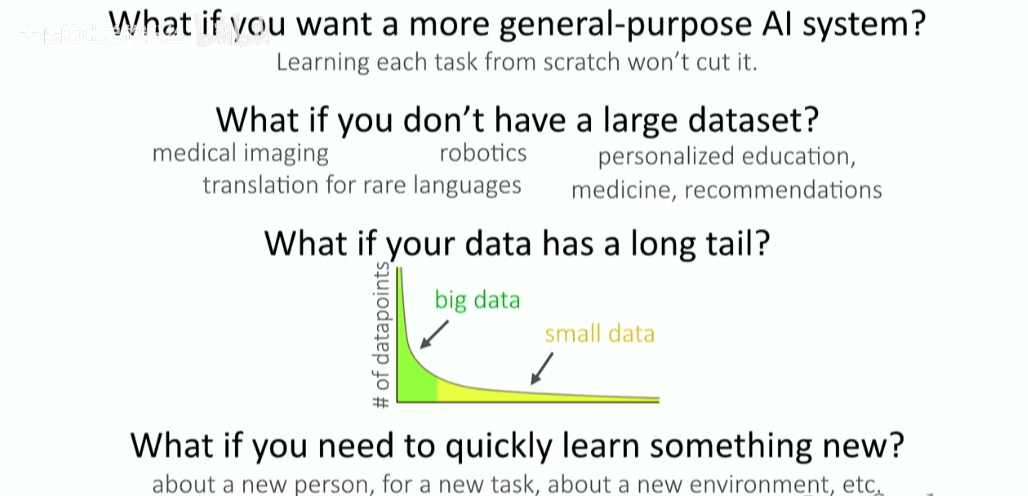 What if you want a more general-purpose AI system?
Learning each task from scratch won't cut it.
What if you don't have a large dataset?
medical imaging
robotics
personalized education,
translation for rare languages
medicine, recommendations
What if your data has a long tail?
# of datapoints
big data
small data
What if you need to quickly learn something new?
about a new person, for a new task, about a new environment, etc.